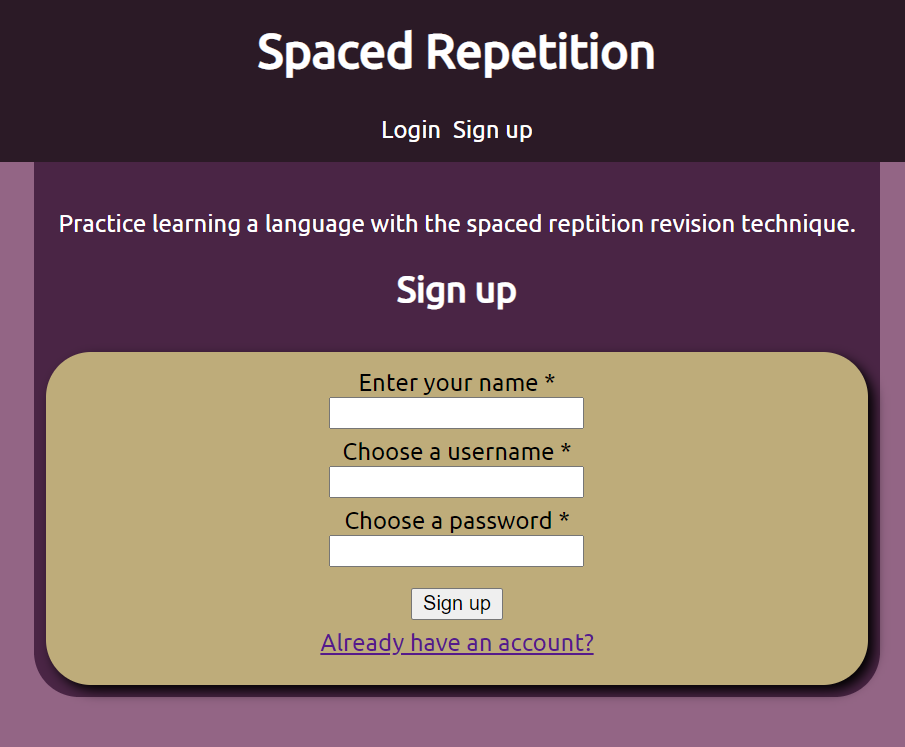 Spaced Repetition
Login Sign up
Practice learning a language with the spaced reptition revision technique.
Sign up
Enter your name *
Choose a username *
Choose a password *
Sign up
Already have an account?